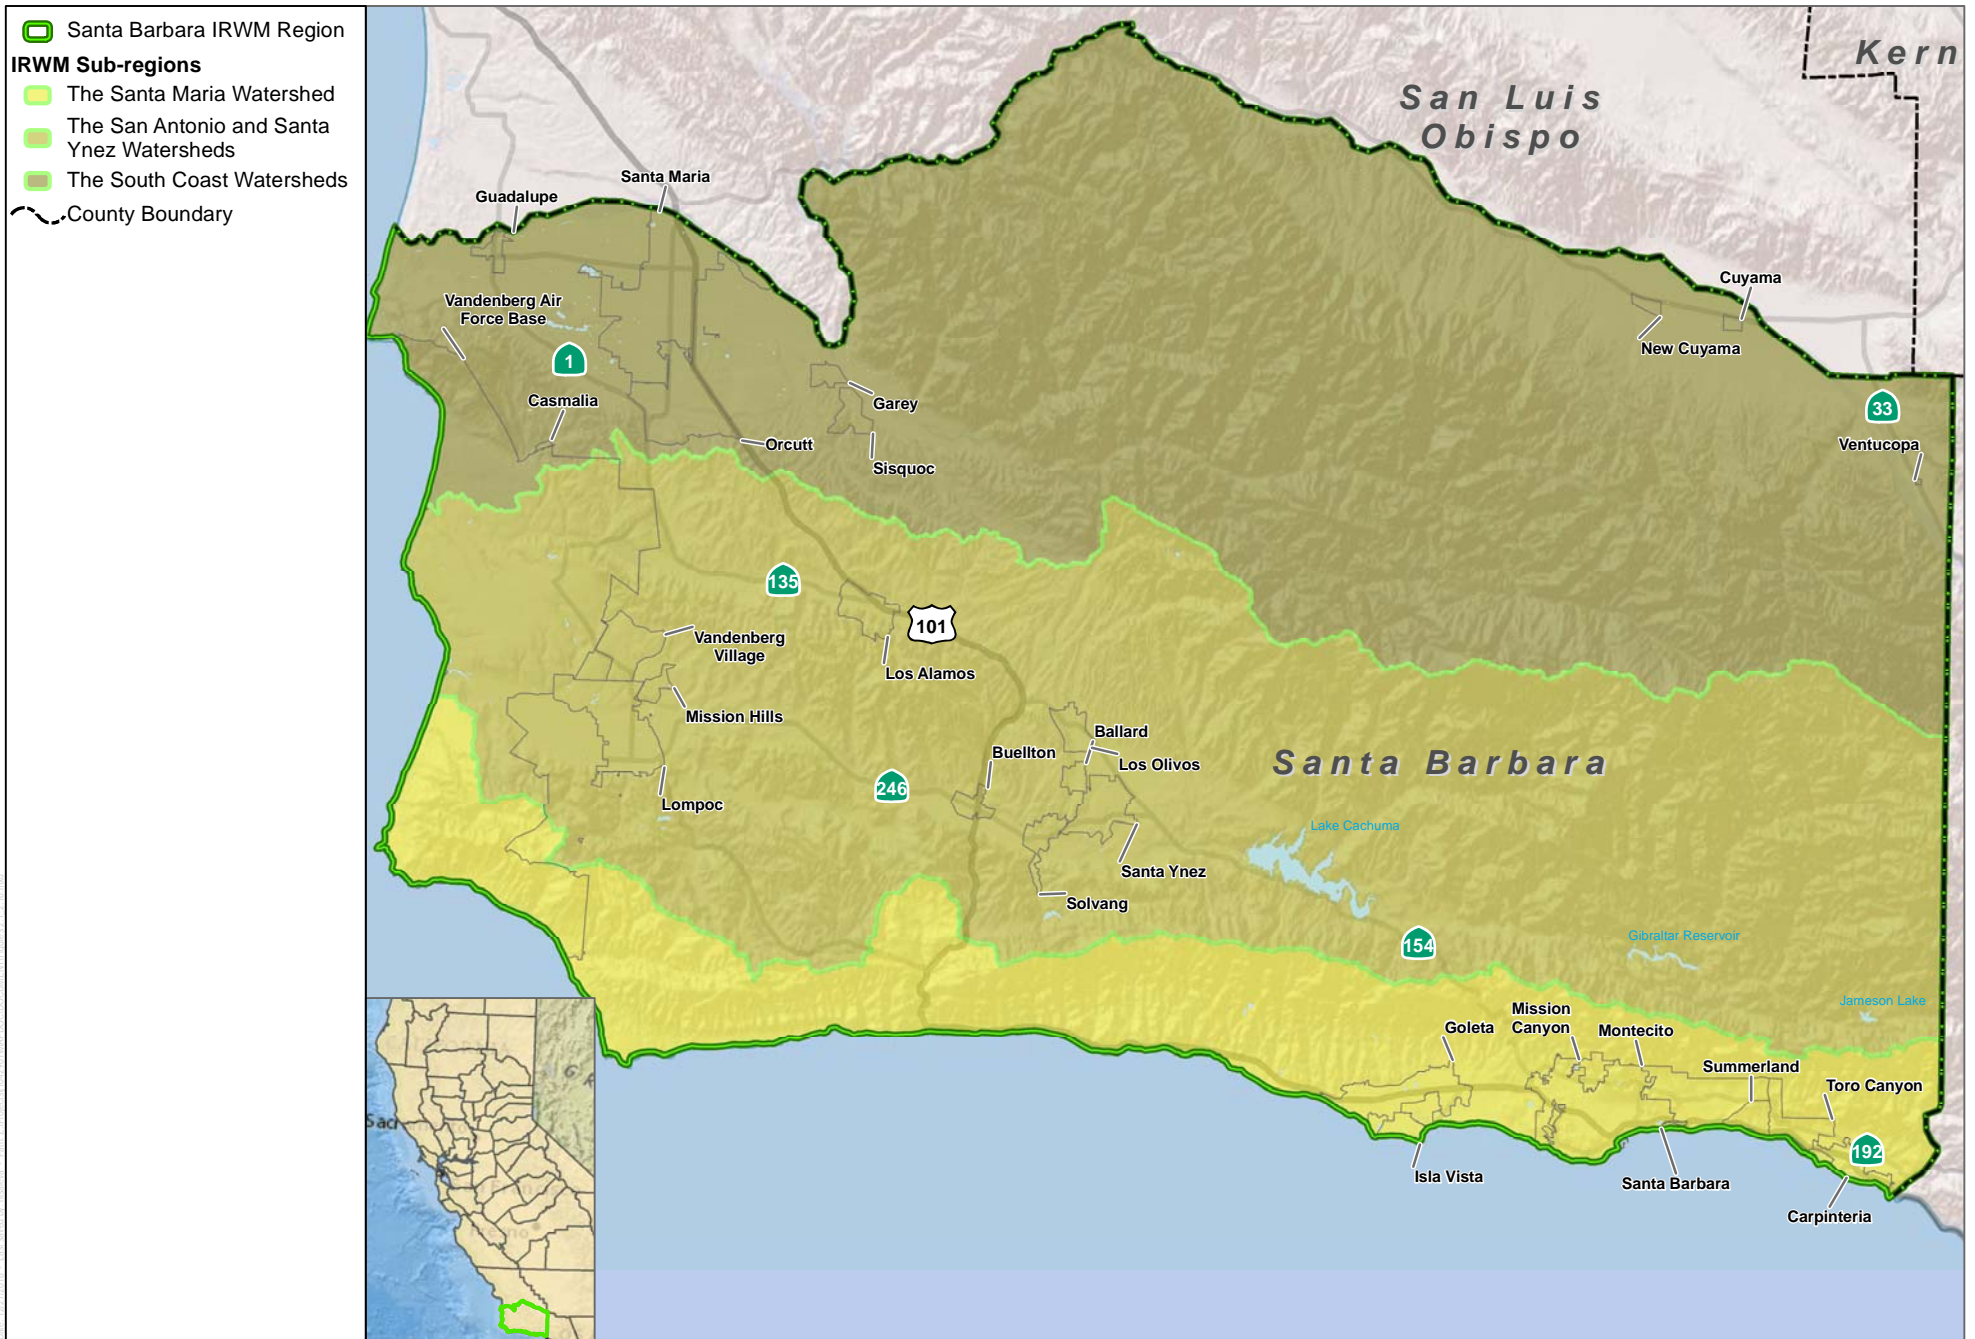 Santa Barbara IRWM Region
IRWM Sub-regions
The Santa Maria Watershed
The San Antonio and Santa
Ynez Watersheds
The South Coast Watersheds
County Boundary
Kern
San Luis
Obispo
Santa Maria
Guadalupe
Cuyama
Vandenberg Air
Force Base
New Cuyama
1
Casmalia
Garey
33
Orcutt
Ventucopa
Sisquoc
135
101
Vandenberg
Village
Los Alamos
Mission Hills
Ballard
Buellton
Los Olivos
Santa Barbara
246
Lompoc
Lake Cachuma
Santa Ynez
Solvang
154
Gibraltar Reservoir
Jameson Lake
Mission
Canyon
Goleta
Montecito
Summerland
Toro Canyon
192
Isla Vista
Santa Barbara
Carpinteria
Fresno